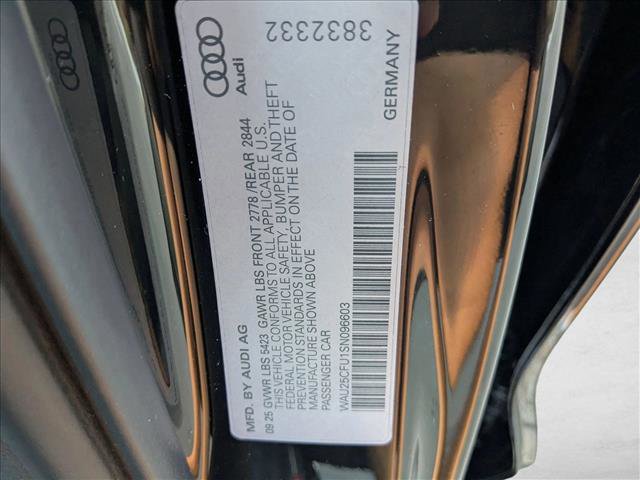 MFD. BY AUDI AG
Audi
09 25 GVWR LBS 5423 GAWR LBS FRONT 2778 /REAR 2844
THIS VEHICLE CONFORMS TO ALL APPLICABLE U.S.
FEDERAL MOTOR VEHICLE SAFETY, BUMPER AND THEFT
PREVENTION STANDARDS IN EFFECT ON THE DATE OF
MANUFACTURE SHOWN ABOVE
PASSENGER CAR
WAU25CFU1SN096603
3832332
GERMANY